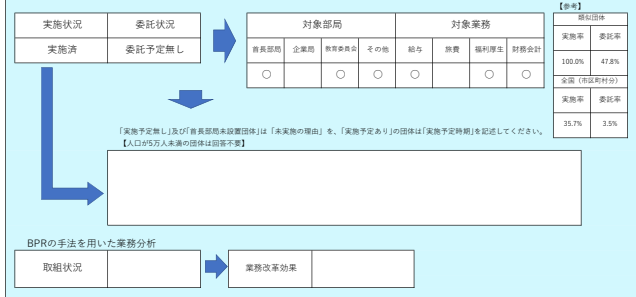 【参考】
類似団体
実施状況 委託状況 対象部局 対象業務
実施率 委託率
実施済 委託予定無し 首長部局 企業局 教育委員会 その他 給与 旅費 福利厚生 財務会計
100.0% 47.8%
○ ○ ○ ○ ○ ○
全国（市区町村分）
実施率 委託率
35.7% 3.5%
「実施予定無し」及び「首長部局未設置団体」は「未実施の理由」を、「実施予定あり」の団体は「実施予定時期」を記述してください。
【人口が5万人未満の団体は回答不要】
BPRの手法を用いた業務分析
取組状況 業務改革効果